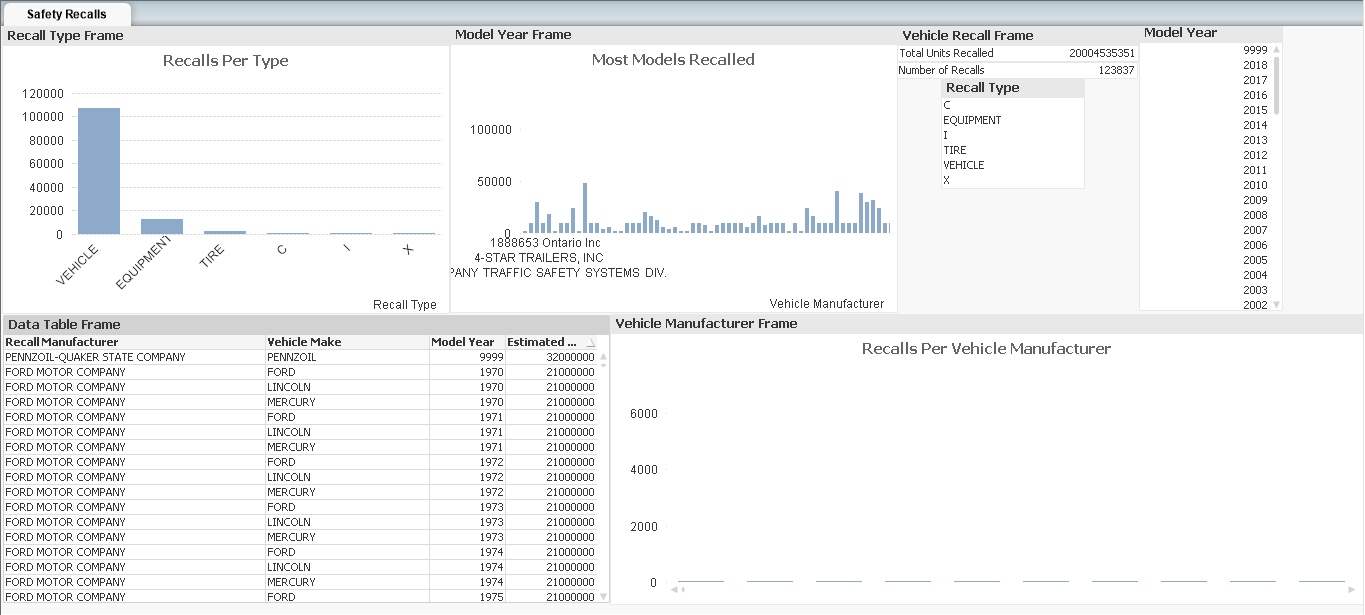 Safety Recalls
Recall Type Frame
Recalls Per Type
120000
100000
80000
60000
40000
20000
0
VEHICLE
EQUIPMENT
TIRE
C
I
X
Recall Type
Model Year Frame
Most Models Recalled
100000
50000
0
1888653 Ontario Inc
4-STAR TRAILERS, INC
PANY TRAFFIC SAFETY SYSTEMS DIV.
Vehicle Manufacturer
Vehicle Recall Frame
Total Units Recalled 20004535351
Number of Recalls 123837
Recall Type
C
EQUIPMENT
I
TIRE
VEHICLE
X
Model Year
9999
2018
2017
2016
2015
2014
2013
2012
2011
2010
2009
2008
2007
2006
2005
2004
2003
2002
Data Table Frame
Recall Manufacturer Vehicle Make Model Year Estimated ...
PENNZOIL-QUAKER STATE COMPANY PENNZOIL 9999 32000000
FORD MOTOR COMPANY FORD 1970 21000000
FORD MOTOR COMPANY LINCOLN 1970 21000000
FORD MOTOR COMPANY MERCURY 1970 21000000
FORD MOTOR COMPANY FORD 1971 21000000
FORD MOTOR COMPANY LINCOLN 1971 21000000
FORD MOTOR COMPANY MERCURY 1971 21000000
FORD MOTOR COMPANY FORD 1972 21000000
FORD MOTOR COMPANY LINCOLN 1972 21000000
FORD MOTOR COMPANY MERCURY 1972 21000000
FORD MOTOR COMPANY FORD 1973 21000000
FORD MOTOR COMPANY LINCOLN 1973 21000000
FORD MOTOR COMPANY MERCURY 1973 21000000
FORD MOTOR COMPANY FORD 1974 21000000
FORD MOTOR COMPANY LINCOLN 1974 21000000
FORD MOTOR COMPANY MERCURY 1974 21000000
FORD MOTOR COMPANY FORD 1975 21000000
Vehicle Manufacturer Frame
Recalls Per Vehicle Manufacturer
6000
4000
2000
0